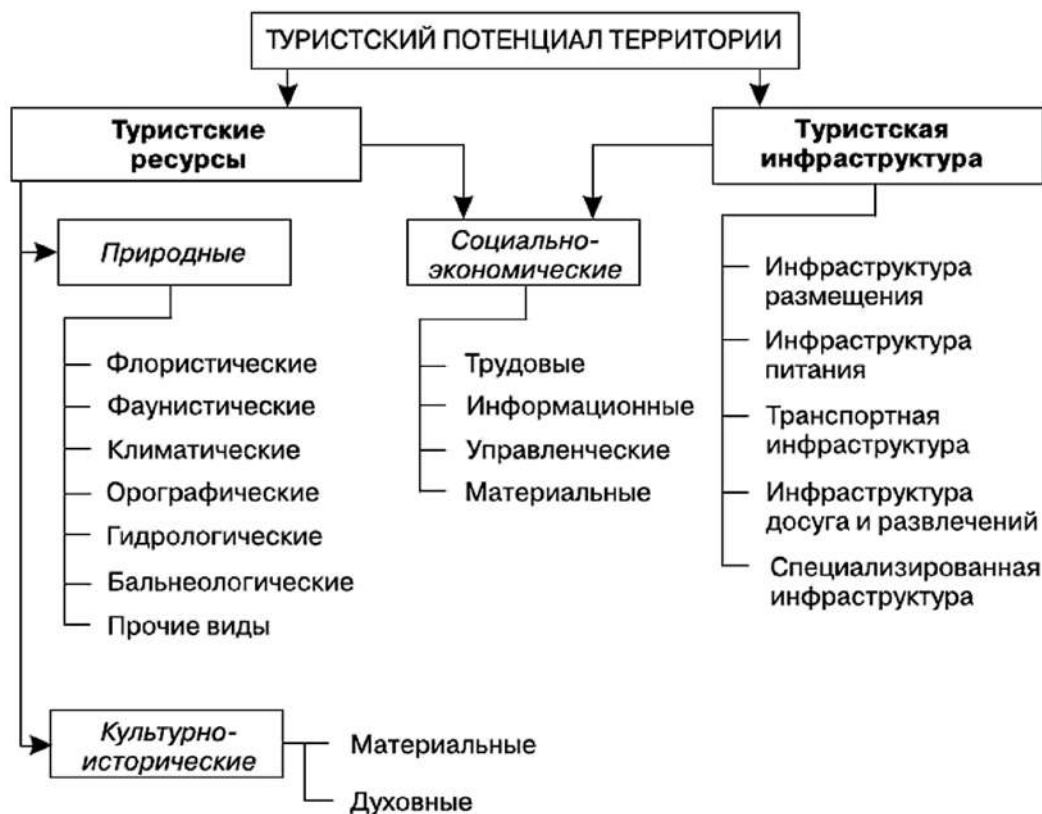 ТУРИСТСКИЙ ПОТЕНЦИАЛ ТЕРРИТОРИИ
Туристские
ресурсы
Туристская
инфраструктура
Природные
Флористические
Фаунистические
Климатические
Орографические
Гидрологические
Бальнеологические
Прочие виды
Социально-
экономические
Трудовые
Информационные
Управленческие
Материальные
Инфраструктура
размещения
Инфраструктура
питания
Транспортная
инфраструктура
Инфраструктура
досуга и развлечений
Специализированная
инфраструктура
Культурно-
исторические
Материальные
Духовные